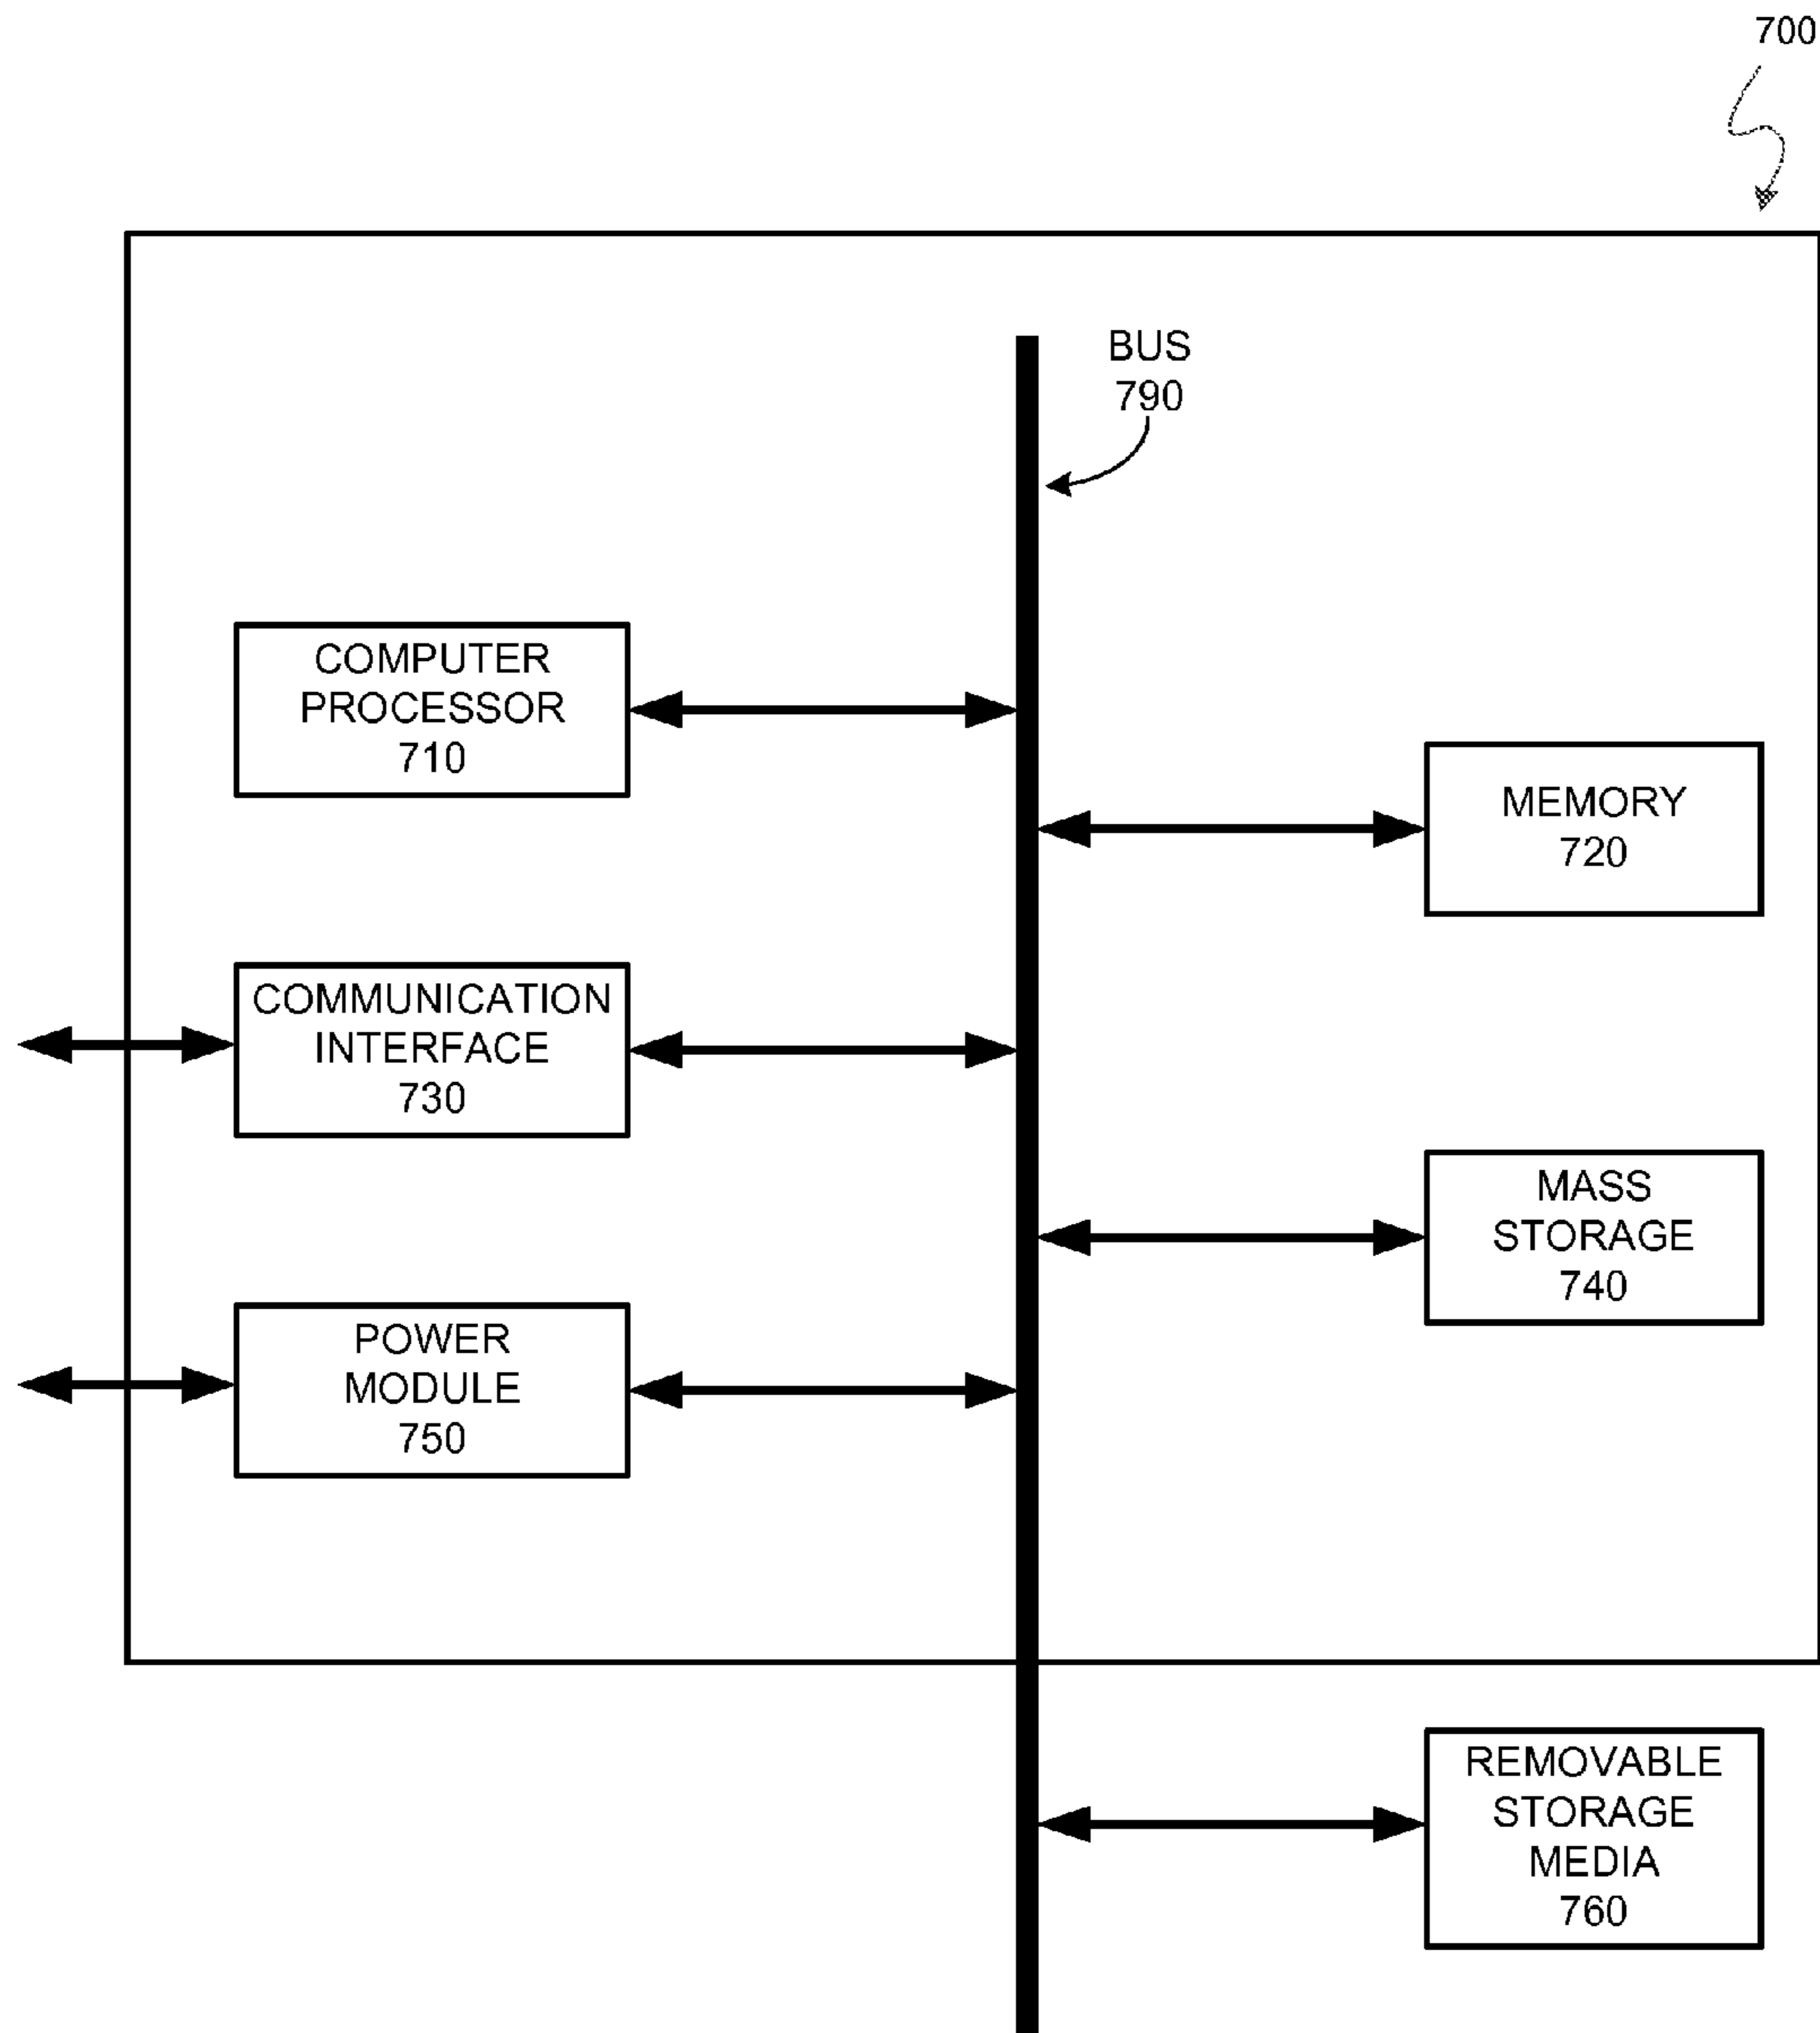 700
BUS
790
COMPUTER
PROCESSOR
710
MEMORY
720
COMMUNICATION
INTERFACE
730
MASS
STORAGE
740
POWER
MODULE
750
REMOVABLE
STORAGE
MEDIA
760